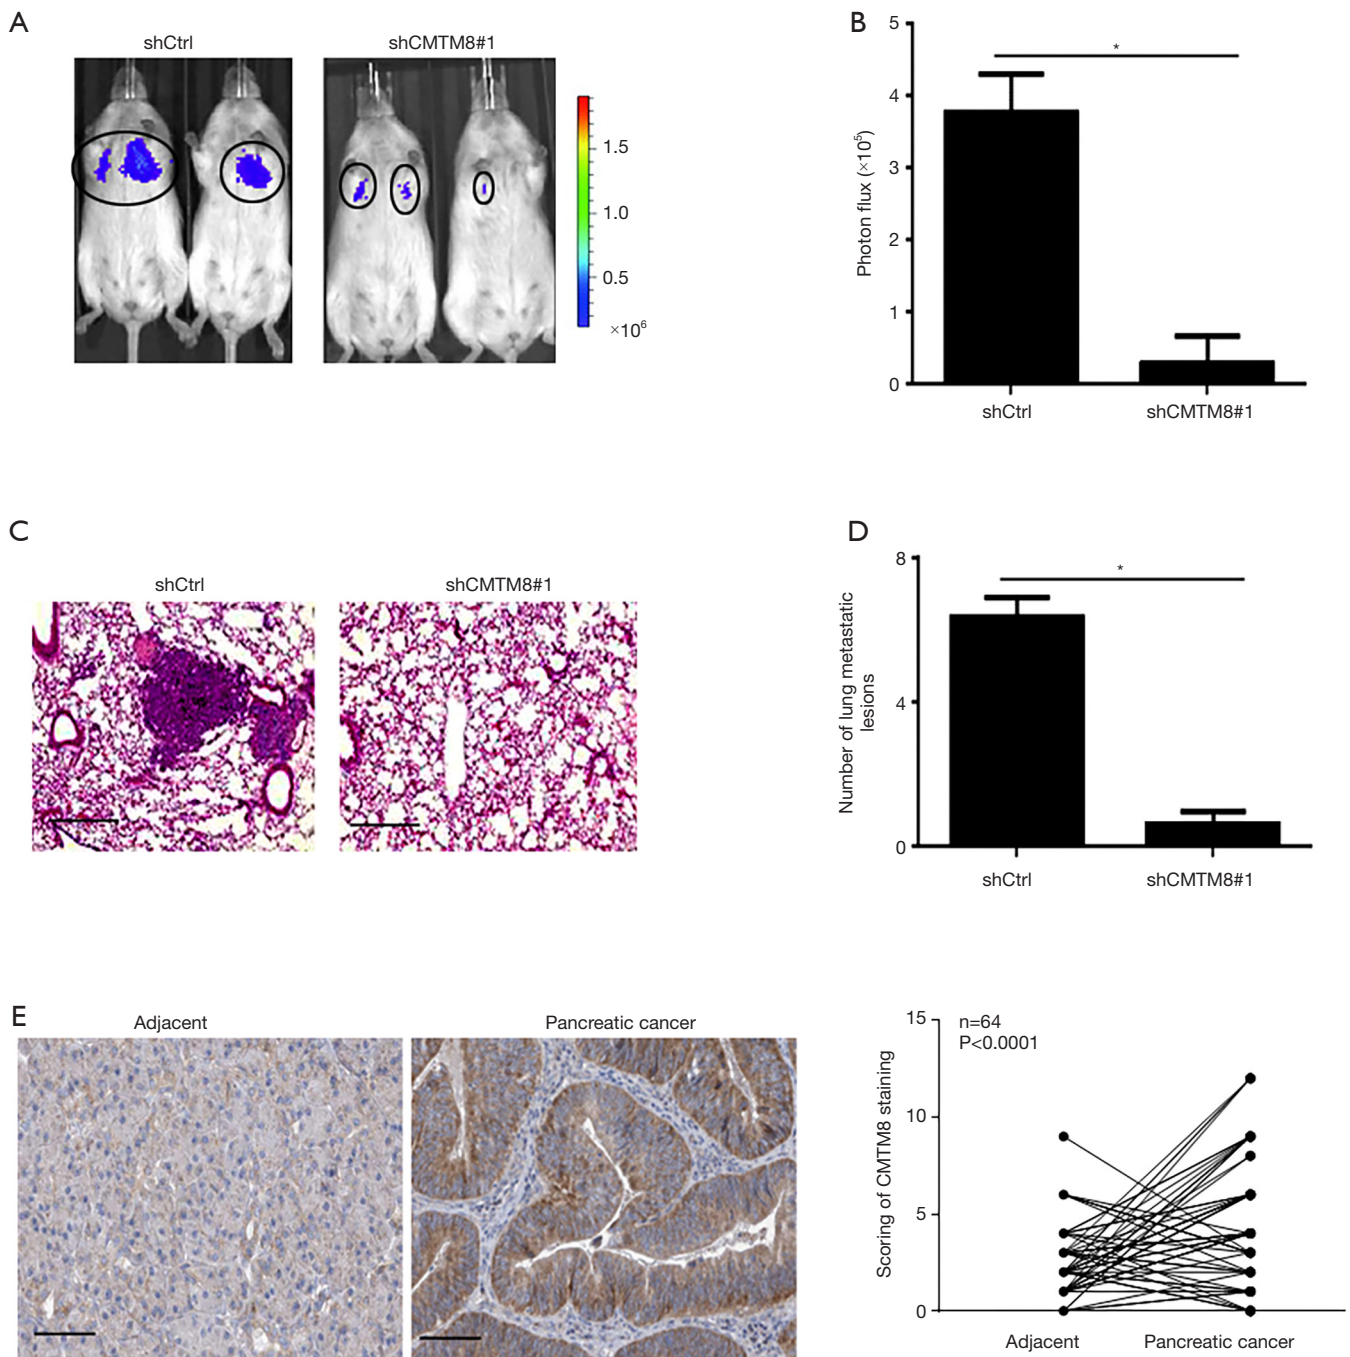 A
shCtrl
shCMTM8#1
1.5
1.0
0.5
×10⁶
B
5
4
3
2
1
0
Photon flux (×10⁵)
*
shCtrl
shCMTM8#1
C
shCtrl
shCMTM8#1
D
8
4
0
Number of lung metastatic
lesions
*
shCtrl
shCMTM8#1
E
Adjacent
Pancreatic cancer
15
10
5
0
Scoring of CMTM8 staining
n=64
P<0.0001
Adjacent
Pancreatic cancer